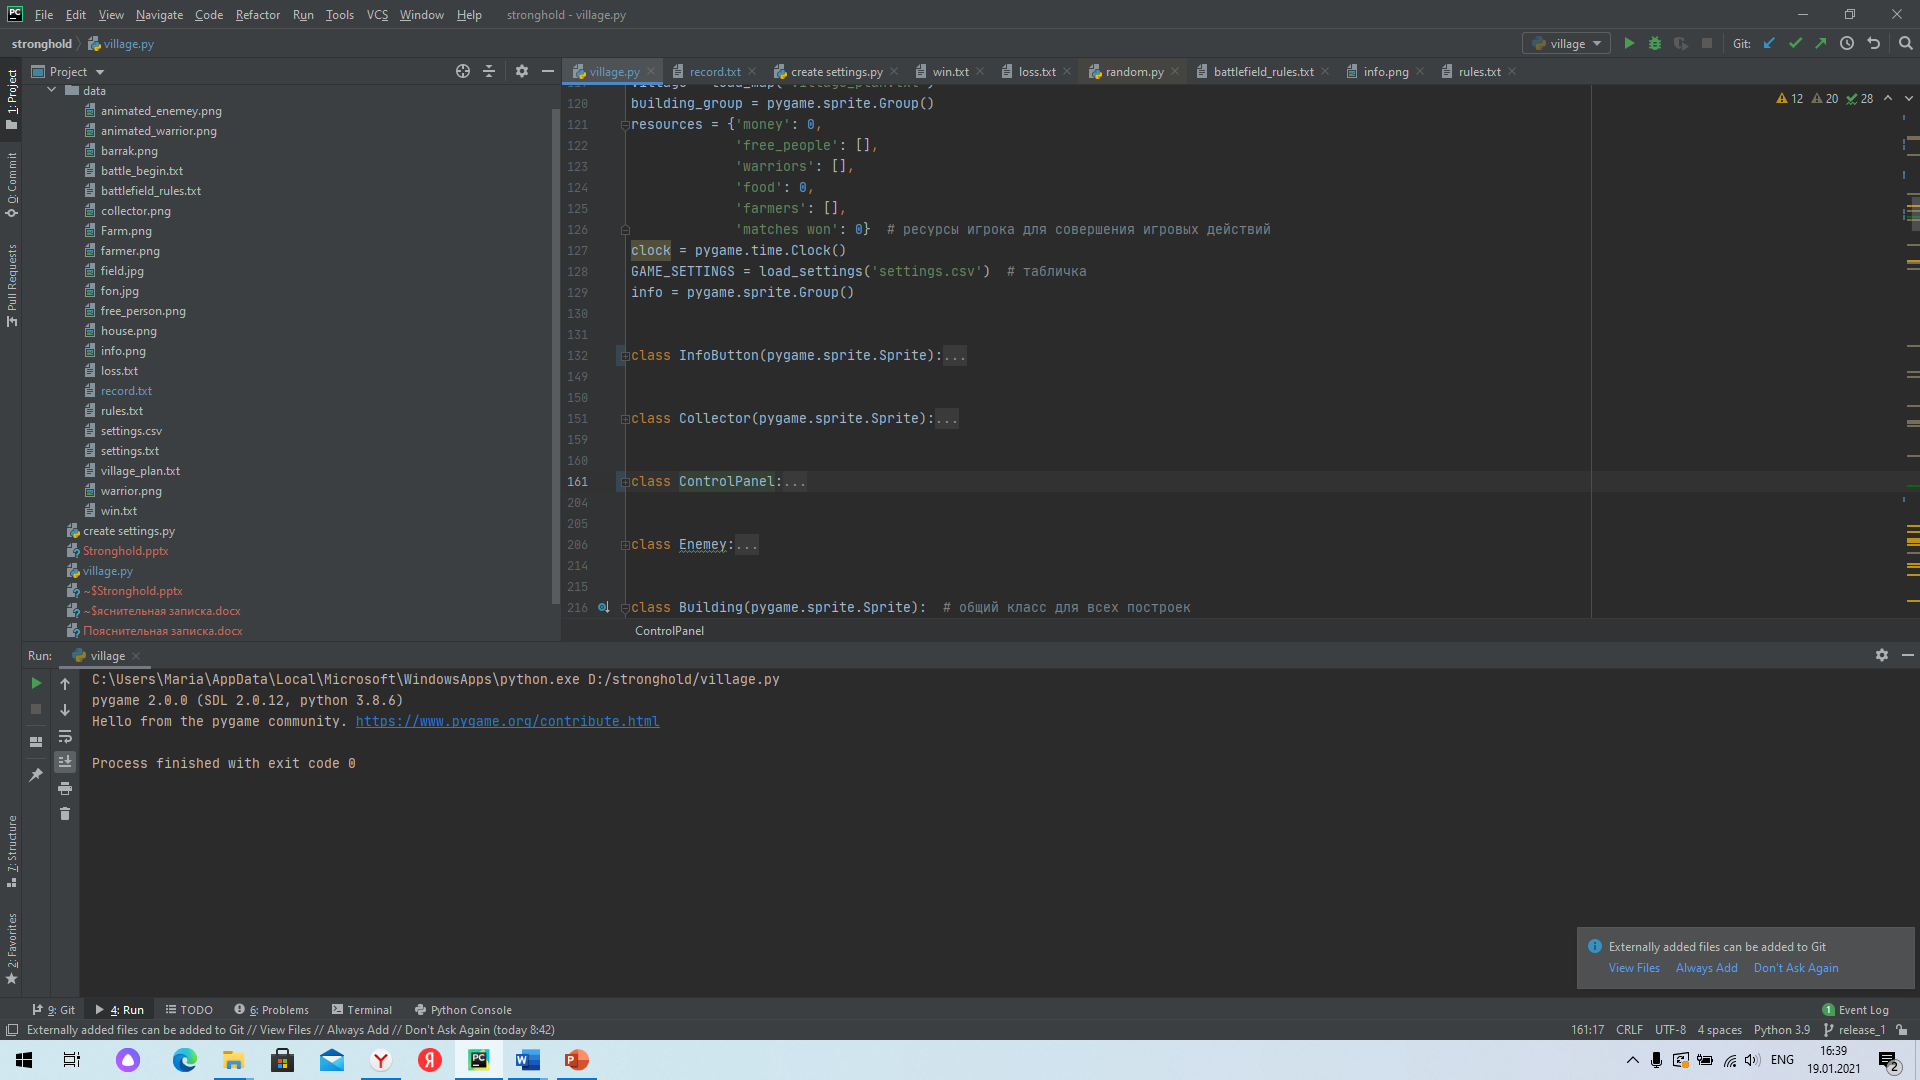 File Edit View Navigate Code Refactor Run Tools VCS Window Help stronghold - village.py
stronghold village.py
village Git:
Project
village.py record.txt create settings.py win.txt loss.txt random.py battlefield_rules.txt info.png rules.txt
1: Project
0: Commit
Pull Requests
7: Structure
2: Favorites
data
animated_enemey.png
animated_warrior.png
barrak.png
battle_begin.txt
battlefield_rules.txt
collector.png
Farm.png
farmer.png
field.jpg
fon.jpg
free_person.png
house.png
info.png
loss.txt
record.txt
rules.txt
settings.csv
settings.txt
village_plan.txt
warrior.png
win.txt
create settings.py
Stronghold.pptx
village.py
~$Stronghold.pptx
~$яснительная записка.docx
Пояснительная записка.docx
12 20 28
120 building_group = pygame.sprite.Group()
121 resources = {'money': 0,
122 'free_people': [],
123 'warriors': [],
124 'food': 0,
125 'farmers': [],
126 'matches won': 0} # ресурсы игрока для совершения игровых действий
127 clock = pygame.time.Clock()
128 GAME_SETTINGS = load_settings('settings.csv') # табличка
129 info = pygame.sprite.Group()
130
131
132 class InfoButton(pygame.sprite.Sprite):...
149
150
151 class Collector(pygame.sprite.Sprite):...
159
160
161 class ControlPanel:...
204
205
206 class Enemey:...
214
215
216 class Building(pygame.sprite.Sprite): # общий класс для всех построек
ControlPanel
Run: village
C:\Users\Maria\AppData\Local\Microsoft\WindowsApps\python.exe D:/stronghold/village.py
pygame 2.0.0 (SDL 2.0.12, python 3.8.6)
Hello from the pygame community. https://www.pygame.org/contribute.html
Process finished with exit code 0
Externally added files can be added to Git
View Files Always Add Don't Ask Again
9: Git 4: Run TODO 6: Problems Terminal Python Console 1 Event Log
Externally added files can be added to Git // View Files // Always Add // Don't Ask Again (today 8:42) 161:17 CRLF UTF-8 4 spaces Python 3.9 release_1
ENG 16:39
19.01.2021
2